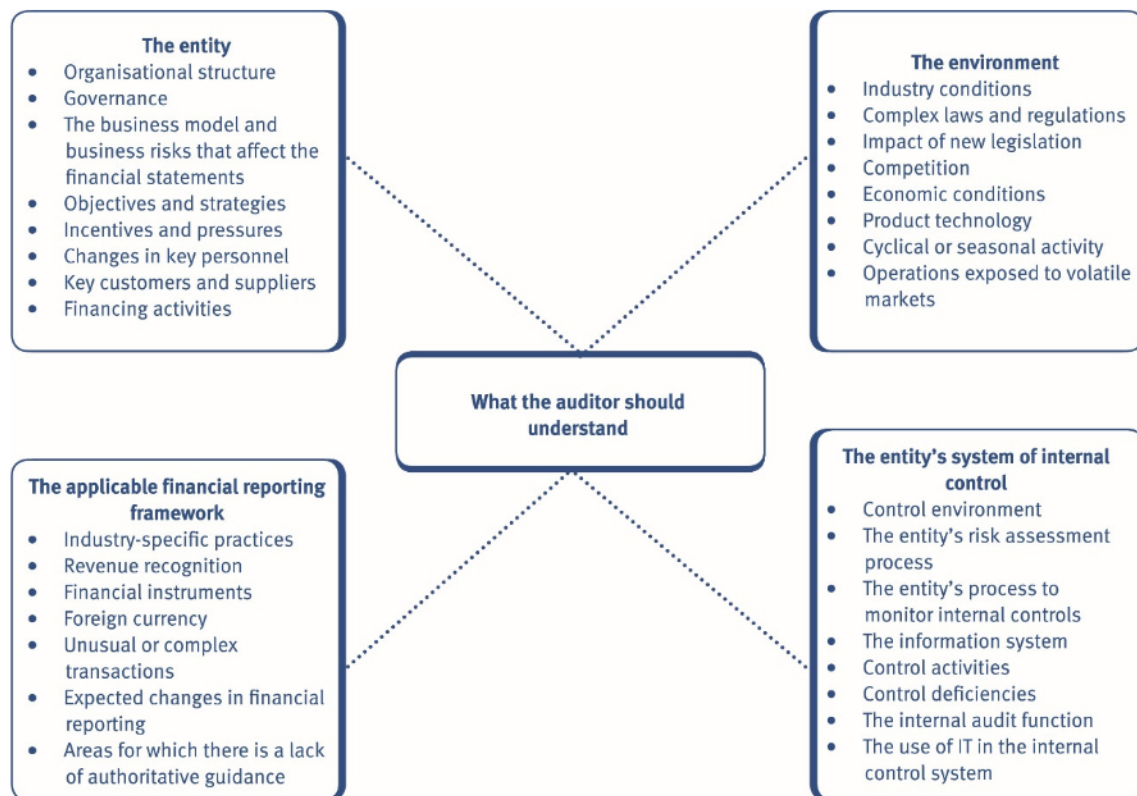 The entity
• Organisational structure
• Governance
• The business model and
business risks that affect the
financial statements
• Objectives and strategies
• Incentives and pressures
• Changes in key personnel
• Key customers and suppliers
• Financing activities
The environment
• Industry conditions
• Complex laws and regulations
• Impact of new legislation
• Competition
• Economic conditions
• Product technology
• Cyclical or seasonal activity
• Operations exposed to volatile
markets
What the auditor should
understand
The applicable financial reporting
framework
• Industry-specific practices
• Revenue recognition
• Financial instruments
• Foreign currency
• Unusual or complex
transactions
• Expected changes in financial
reporting
• Areas for which there is a lack
of authoritative guidance
The entity’s system of internal
control
• Control environment
• The entity’s risk assessment
process
• The entity’s process to
monitor internal controls
• The information system
• Control activities
• Control deficiencies
• The internal audit function
• The use of IT in the internal
control system